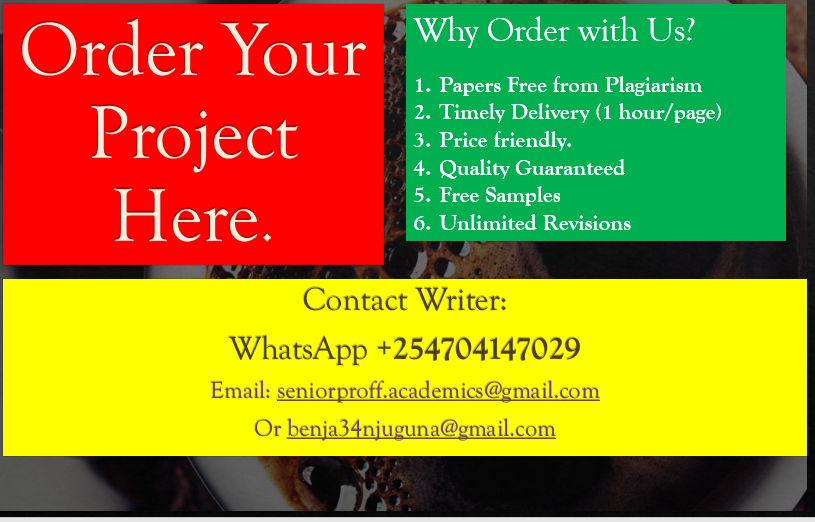 Order Your
Project
Here.
Why Order with Us?
1. Papers Free from Plagiarism
2. Timely Delivery (1 hour/page)
3. Price friendly.
4. Quality Guaranteed
5. Free Samples
6. Unlimited Revisions
Contact Writer:
WhatsApp +254704147029
Email: seniorproff.academics@gmail.com
Or benja34njuguna@gmail.com